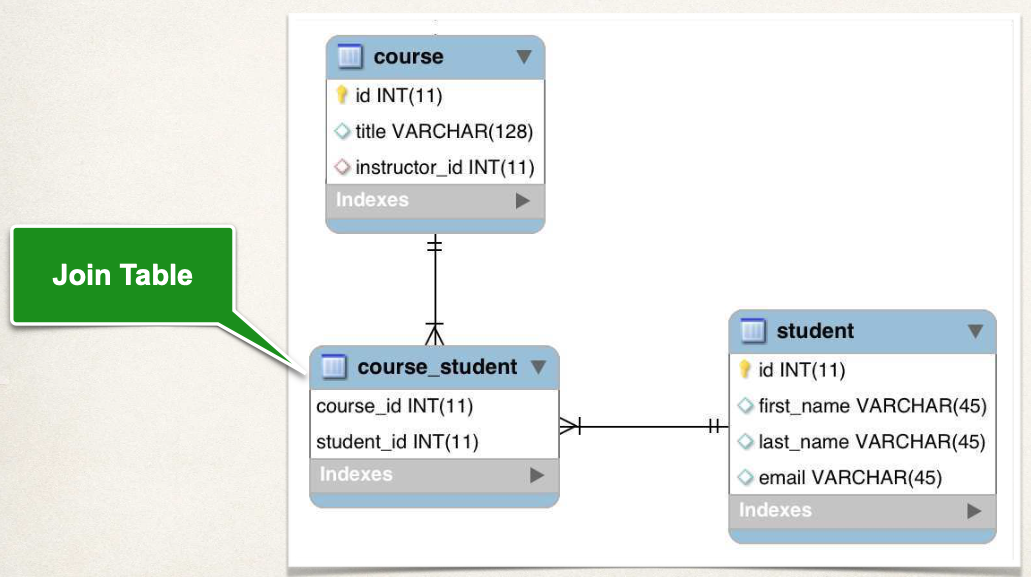 course
id INT(11)
title VARCHAR(128)
instructor_id INT(11)
Indexes
Join Table
course_student
course_id INT(11)
student_id INT(11)
Indexes
student
id INT(11)
first_name VARCHAR(45)
last_name VARCHAR(45)
email VARCHAR(45)
Indexes